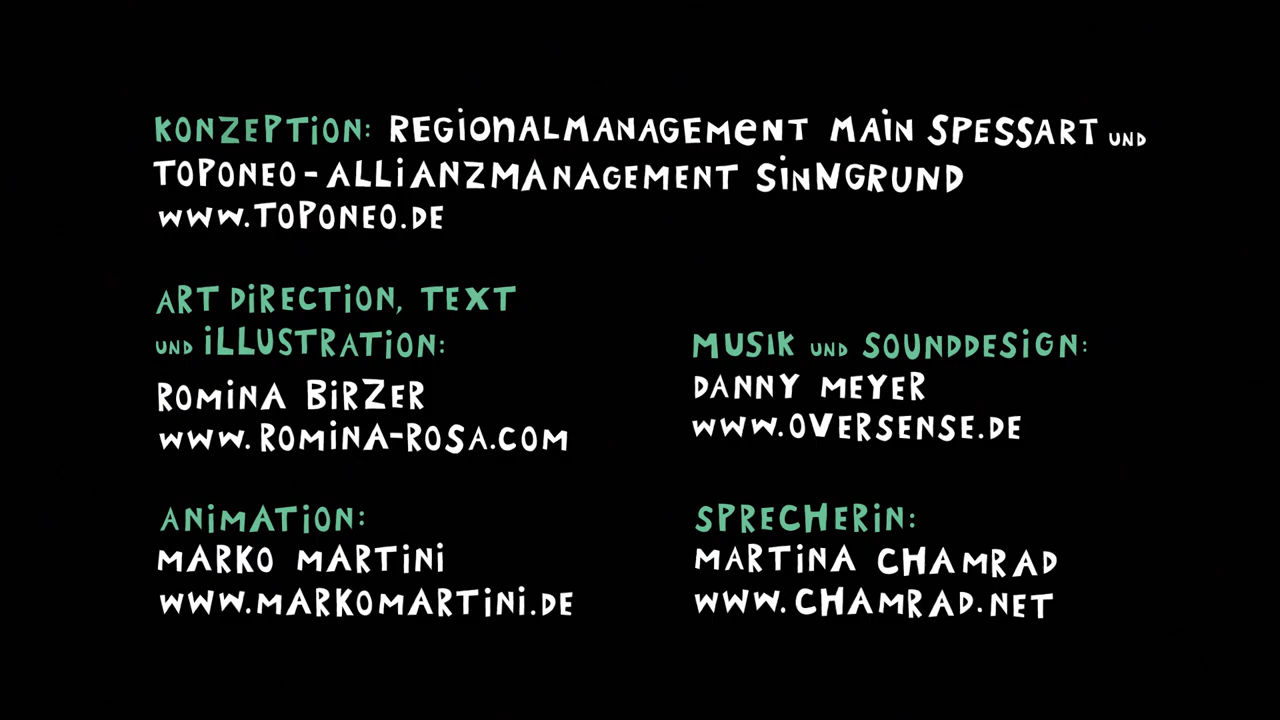 KONZEPTION: REGIONALMANAGEMENT MAIN SPESSART UND
TOPONEO-ALLIANZMANAGEMENT SINNGRUND
WWW.TOPONEO.DE
ART DIRECTION, TEXT
UND ILLUSTRATION:
ROMINA BIRZER
WWW.ROMINA-ROSA.COM
MUSIK UND SOUNDDESIGN:
DANNY MEYER
WWW.OVERSENSE.DE
ANIMATION:
MARKO MARTINI
WWW.MARKOMARTINI.DE
SPRECHERIN:
MARTINA CHAMRAD
WWW.CHAMRAD.NET